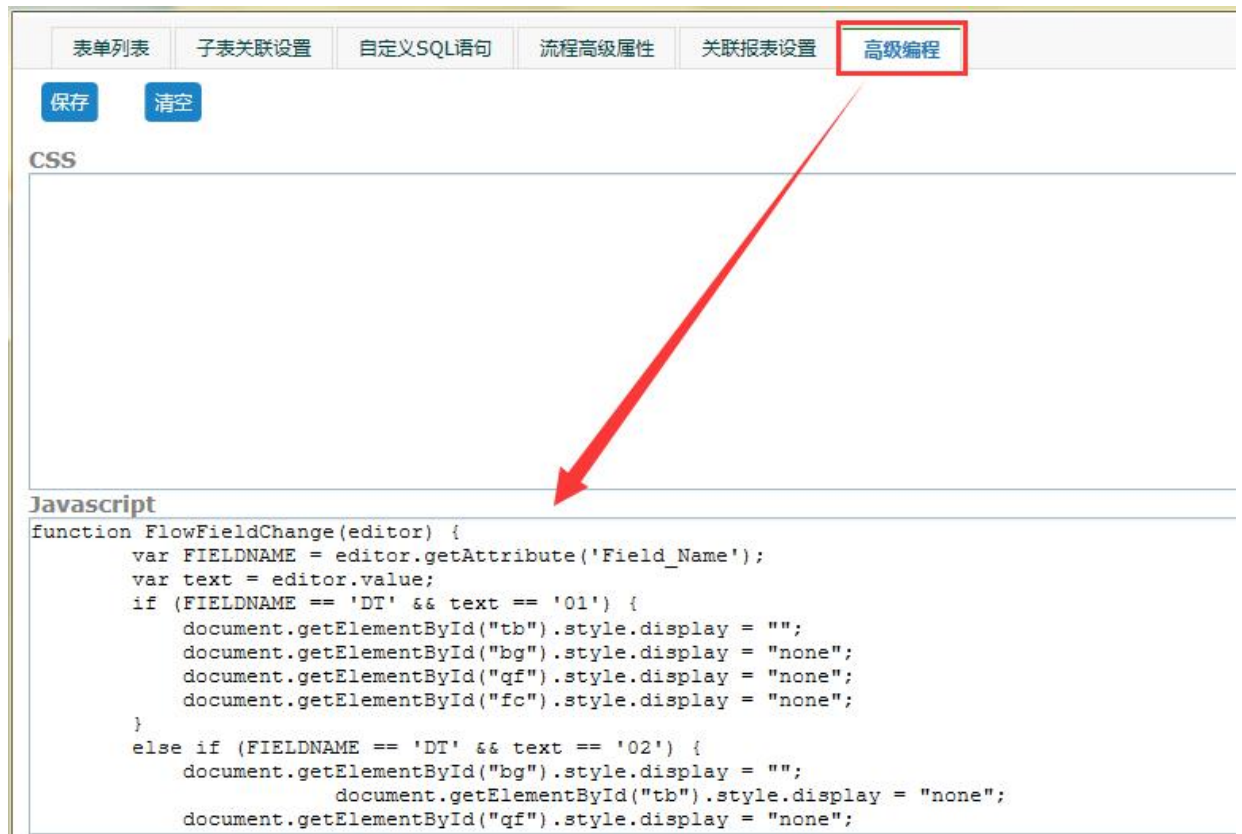 表单列表 子表关联设置 自定义SQL语句 流程高级属性 关联报表设置 高级编程
保存 清空
CSS
Javascript
function FlowFieldChange(editor) {
var FIELDNAME = editor.getAttribute('Field_Name');
var text = editor.value;
if (FIELDNAME == 'DT' && text == '01') {
document.getElementById("tb").style.display = "";
document.getElementById("bg").style.display = "none";
document.getElementById("qf").style.display = "none";
document.getElementById("fc").style.display = "none";
}
else if (FIELDNAME == 'DT' && text == '02') {
document.getElementById("bg").style.display = "";
document.getElementById("tb").style.display = "none";
document.getElementById("qf").style.display = "none";